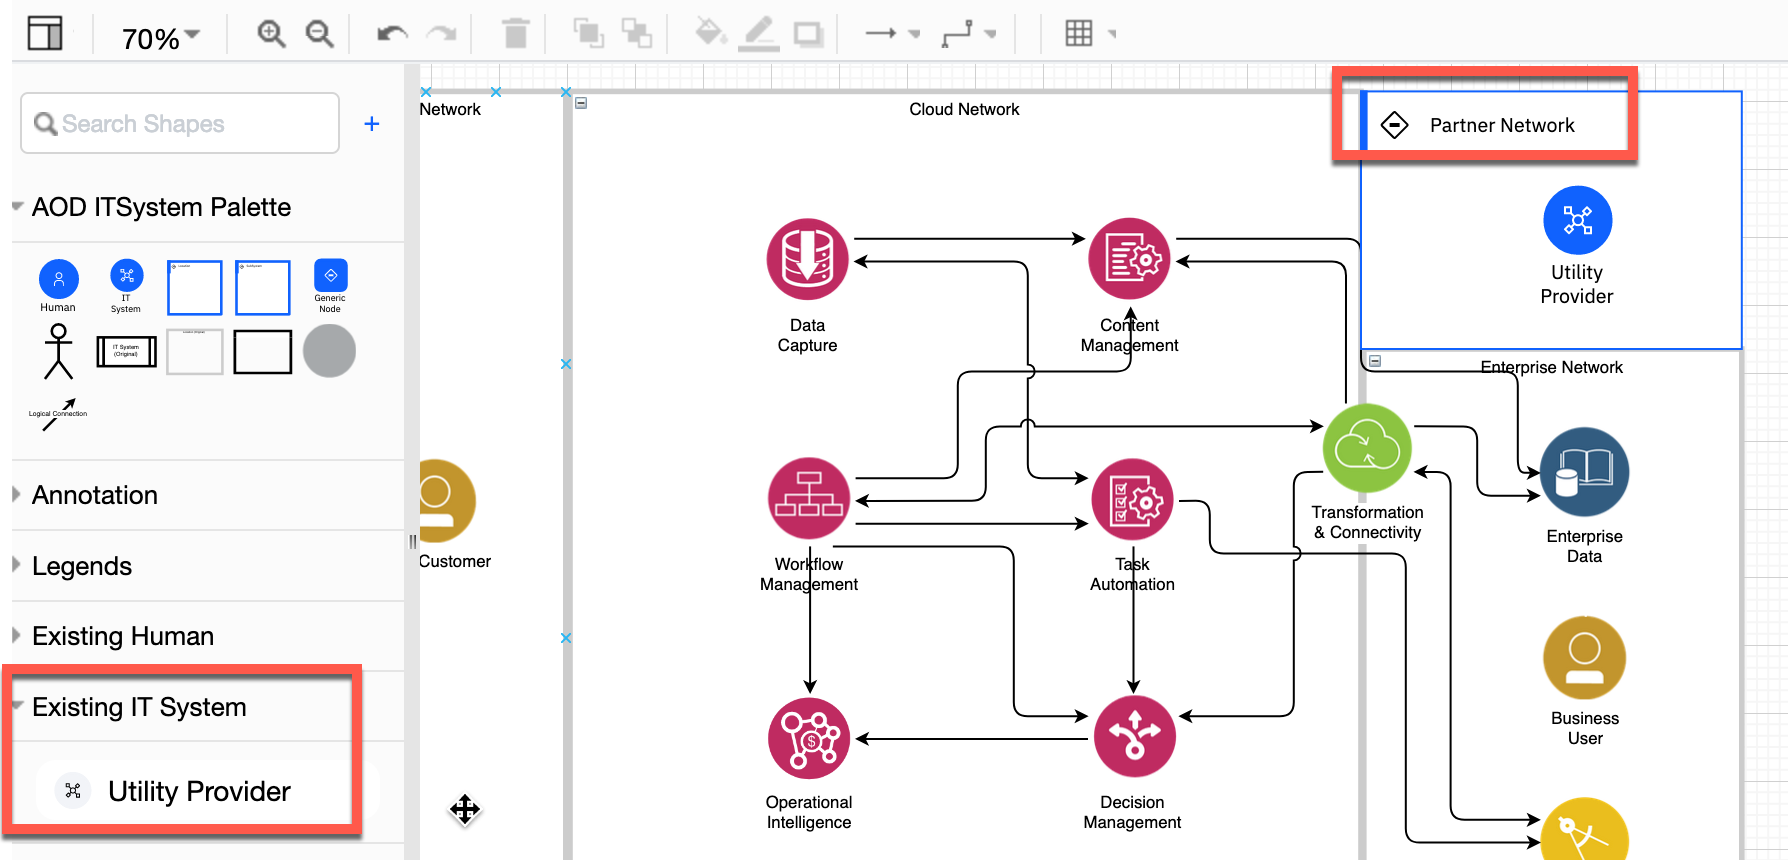 70%
Search Shapes
+
AOD ITSystem Palette
Human
IT
System
Generic
Node
IT System
(Original)
Logical Connection
Annotation
Legends
Existing Human
Existing IT System
Utility Provider
Network
Customer
Cloud Network
Data
Capture
Content
Management
Workflow
Management
Task
Automation
Operational
Intelligence
Decision
Management
Transformation
& Connectivity
Partner Network
Utility
Provider
Enterprise Network
Enterprise
Data
Business
User